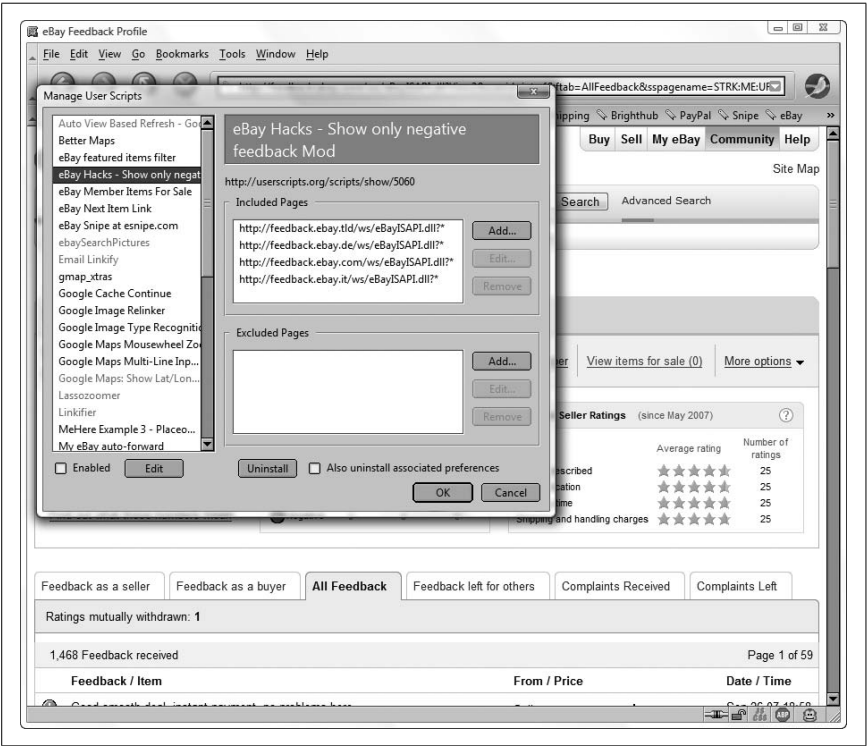 eBay Feedback Profile
File Edit View Go Bookmarks Tools Window Help
ftab=AllFeedback&sspagename=STRK:ME:UF
Manage User Scripts
ipping Brighthub PayPal Snipe eBay »
Buy Sell My eBay Community Help
Site Map
Search Advanced Search
Auto View Based Refresh - Goo
Better Maps
eBay featured items filter
eBay Hacks - Show only negat
eBay Member Items For Sale
eBay Next Item Link
eBay Snipe at esnipe.com
ebaySearchPictures
Email Linkify
gmap_xtras
Google Cache Continue
Google Image Relinker
Google Image Type Recognitic
Google Maps Mousewheel Zo
Google Maps Multi-Line Inp...
Google Maps: Show Lat/Lon...
Lassozoomer
Linkifier
MeHere Example 3 - Placeo...
My eBay auto-forward
eBay Hacks - Show only negative
feedback Mod
http://userscripts.org/scripts/show/5060
Included Pages
http://feedback.ebay.tld/ws/eBayISAPI.dll?*
http://feedback.ebay.de/ws/eBayISAPI.dll?*
http://feedback.ebay.com/ws/eBayISAPI.dll?*
http://feedback.ebay.it/ws/eBayISAPI.dll?*
Add...
Edit...
Remove
Excluded Pages
Add...
Edit...
Remove
Enabled Edit Uninstall Also uninstall associated preferences
OK Cancel
er View items for sale (0) More options
Seller Ratings (since May 2007) ?
Average rating Number of
ratings
escribed 25
cation 25
time 25
Shipping and handling charges 25
Feedback as a seller Feedback as a buyer All Feedback Feedback left for others Complaints Received Complaints Left
Ratings mutually withdrawn: 1
1,468 Feedback received Page 1 of 59
Feedback / Item From / Price Date / Time
ABP